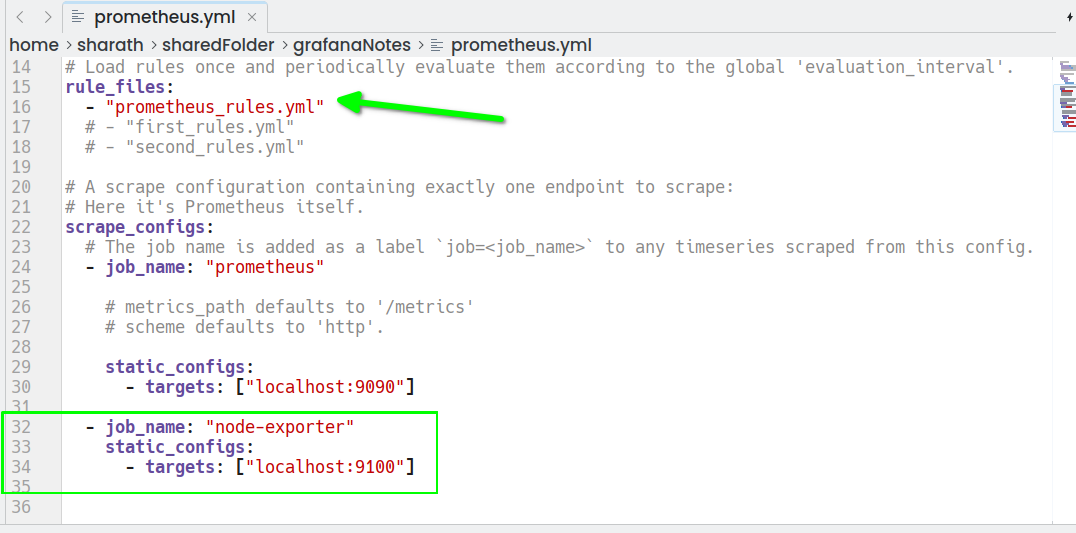 prometheus.yml
home > sharath > sharedFolder > grafanaNotes > prometheus.yml
14 # Load rules once and periodically evaluate them according to the global 'evaluation_interval'.
15 rule_files:
16   - "prometheus_rules.yml"
17   # - "first_rules.yml"
18   # - "second_rules.yml"
19
20 # A scrape configuration containing exactly one endpoint to scrape:
21 # Here it's Prometheus itself.
22 scrape_configs:
23   # The job name is added as a label `job=<job_name>` to any timeseries scraped from this config.
24   - job_name: "prometheus"
25
26     # metrics_path defaults to '/metrics'
27     # scheme defaults to 'http'.
28
29     static_configs:
30       - targets: ["localhost:9090"]
31
32   - job_name: "node-exporter"
33     static_configs:
34       - targets: ["localhost:9100"]
35
36